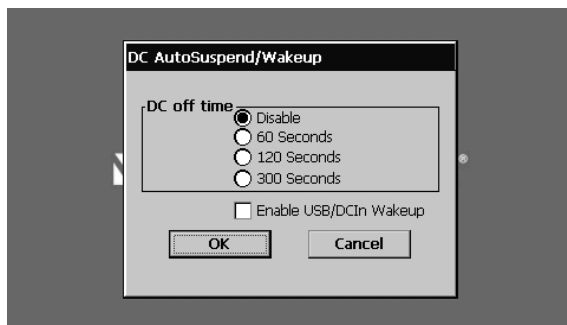 DC AutoSuspend/Wakeup
DC off time
Disable
60 Seconds
120 Seconds
300 Seconds
Enable USB/DCIn Wakeup
OK
Cancel
®